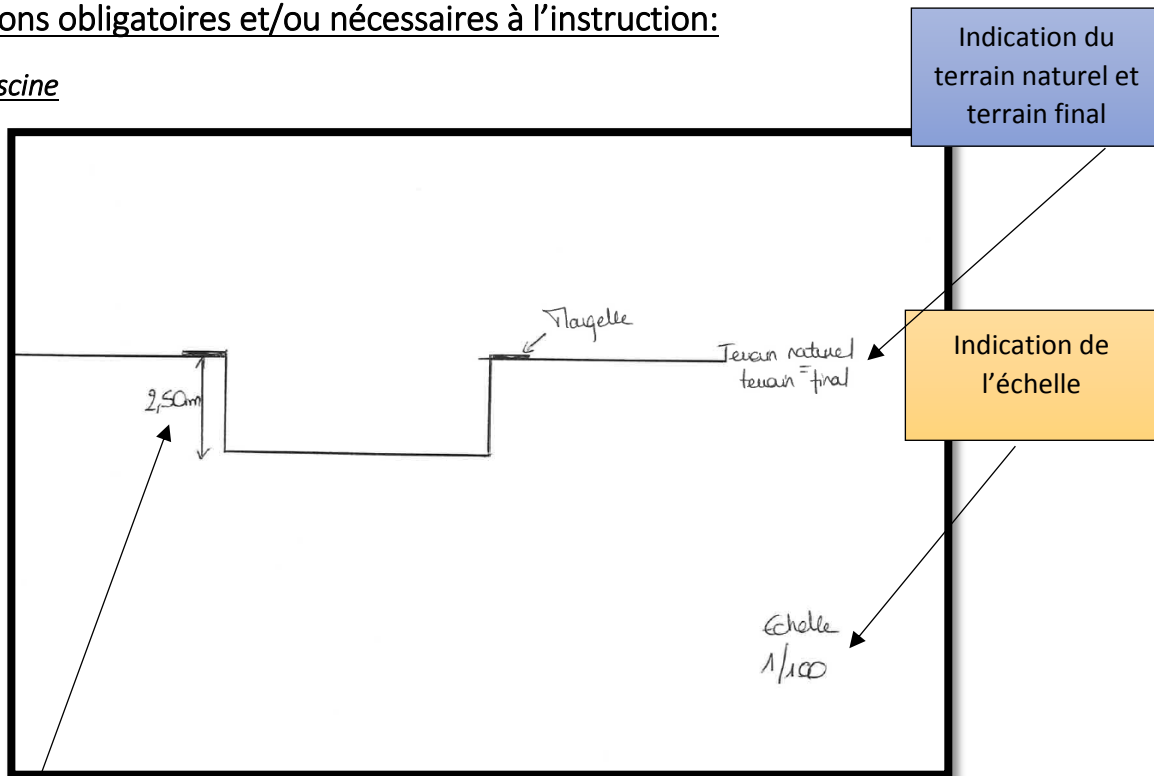 ons obligatoires et/ou nécessaires à l’instruction:
scine
Indication du
terrain naturel et
terrain final
Margelle
Terrain naturel
=
terrain final
2,50m
Indication de
l’échelle
Echelle
1/100